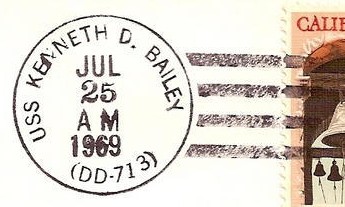 USS KENNETH D. BAILEY
JUL
25
AM
1969
(DD-713)
CALIF